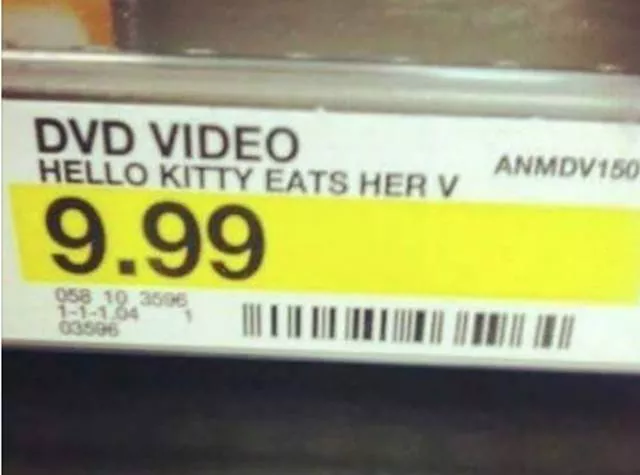 DVD VIDEO
HELLO KITTY EATS HER V
ANMDV150
9.99
058 10 3596
1-1-1.04 1
03596